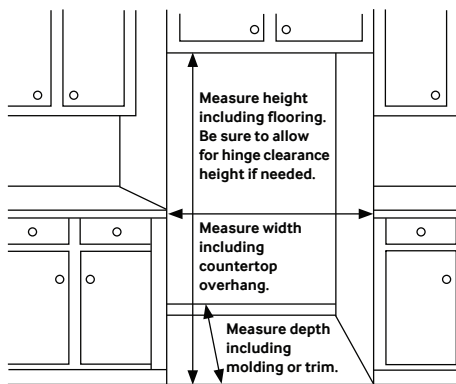 Measure height
including flooring.
Be sure to allow
for hinge clearance
height if needed.
Measure width
including
countertop
overhang.
Measure depth
including
molding or trim.